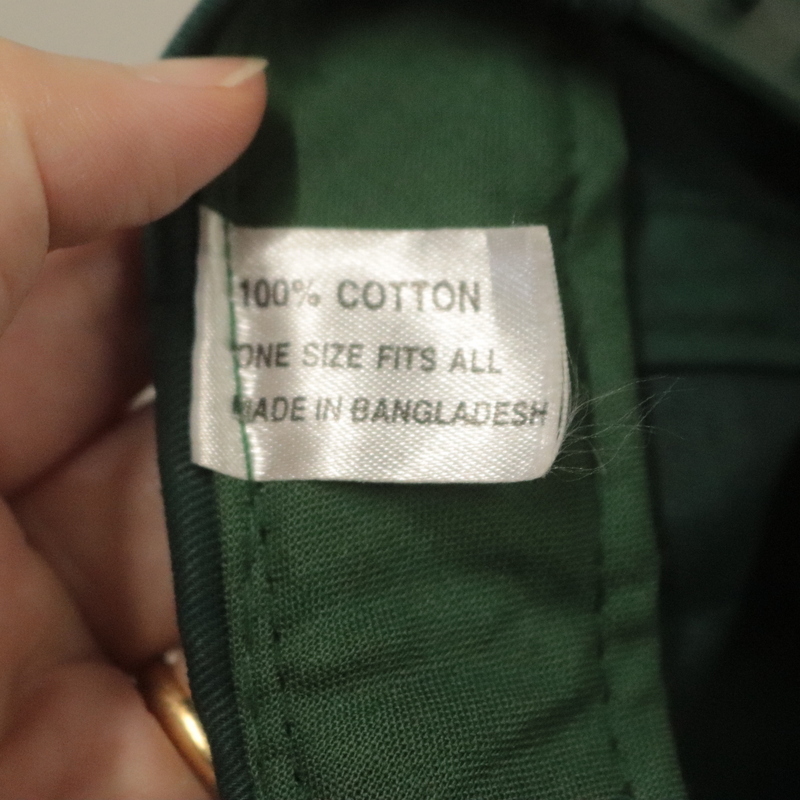 100% COTTON
ONE SIZE FITS ALL
MADE IN BANGLADESH